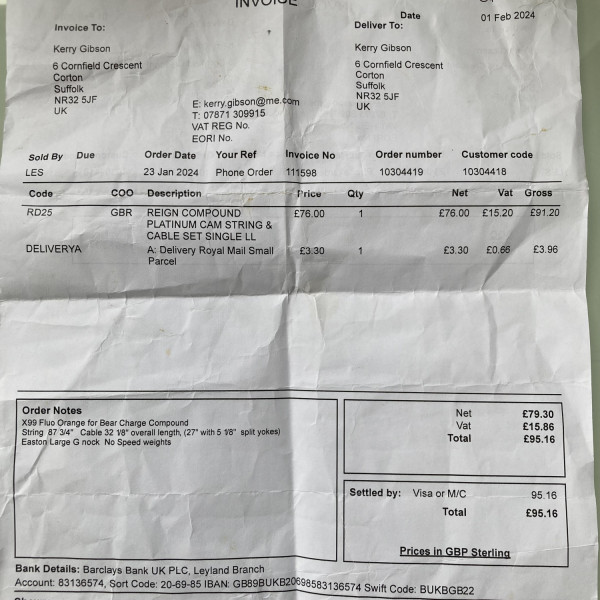 INVOICE
Date 01 Feb 2024
Invoice To:
Kerry Gibson
6 Cornfield Crescent
Corton
Suffolk
NR32 5JF
UK
Deliver To:
Kerry Gibson
6 Cornfield Crescent
Corton
Suffolk
NR32 5JF
UK
E: kerry.gibson@me.com
T: 07871 309915
VAT REG No.
EORI No.
Sold By Due Order Date Your Ref Invoice No Order number Customer code
LES 23 Jan 2024 Phone Order 111598 10304419 10304418
Code COO Description Price Qty Net Vat Gross
RD25 GBR REIGN COMPOUND £76.00 1 £76.00 £15.20 £91.20
PLATINUM CAM STRING &
CABLE SET SINGLE LL
DELIVERYA A: Delivery Royal Mail Small £3.30 1 £3.30 £0.66 £3.96
Parcel
Order Notes
X99 Fluo Orange for Bear Charge Compound
String 87 3/4" Cable 32 1/8" overall length, (27" with 5 1/8" split yokes)
Easton Large G nock No Speed weights
Net £79.30
Vat £15.86
Total £95.16
Settled by: Visa or M/C 95.16
Total £95.16
Prices in GBP Sterling
Bank Details: Barclays Bank UK PLC, Leyland Branch
Account: 83136574, Sort Code: 20-69-85 IBAN: GB89BUKB20698583136574 Swift Code: BUKBGB22